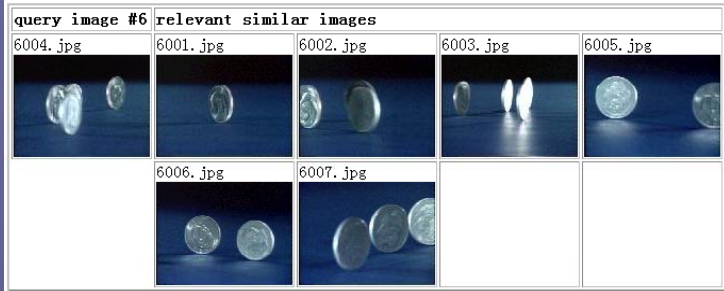 query image #6 relevant similar images
6004.jpg 6001.jpg 6002.jpg 6003.jpg 6005.jpg
6006.jpg 6007.jpg